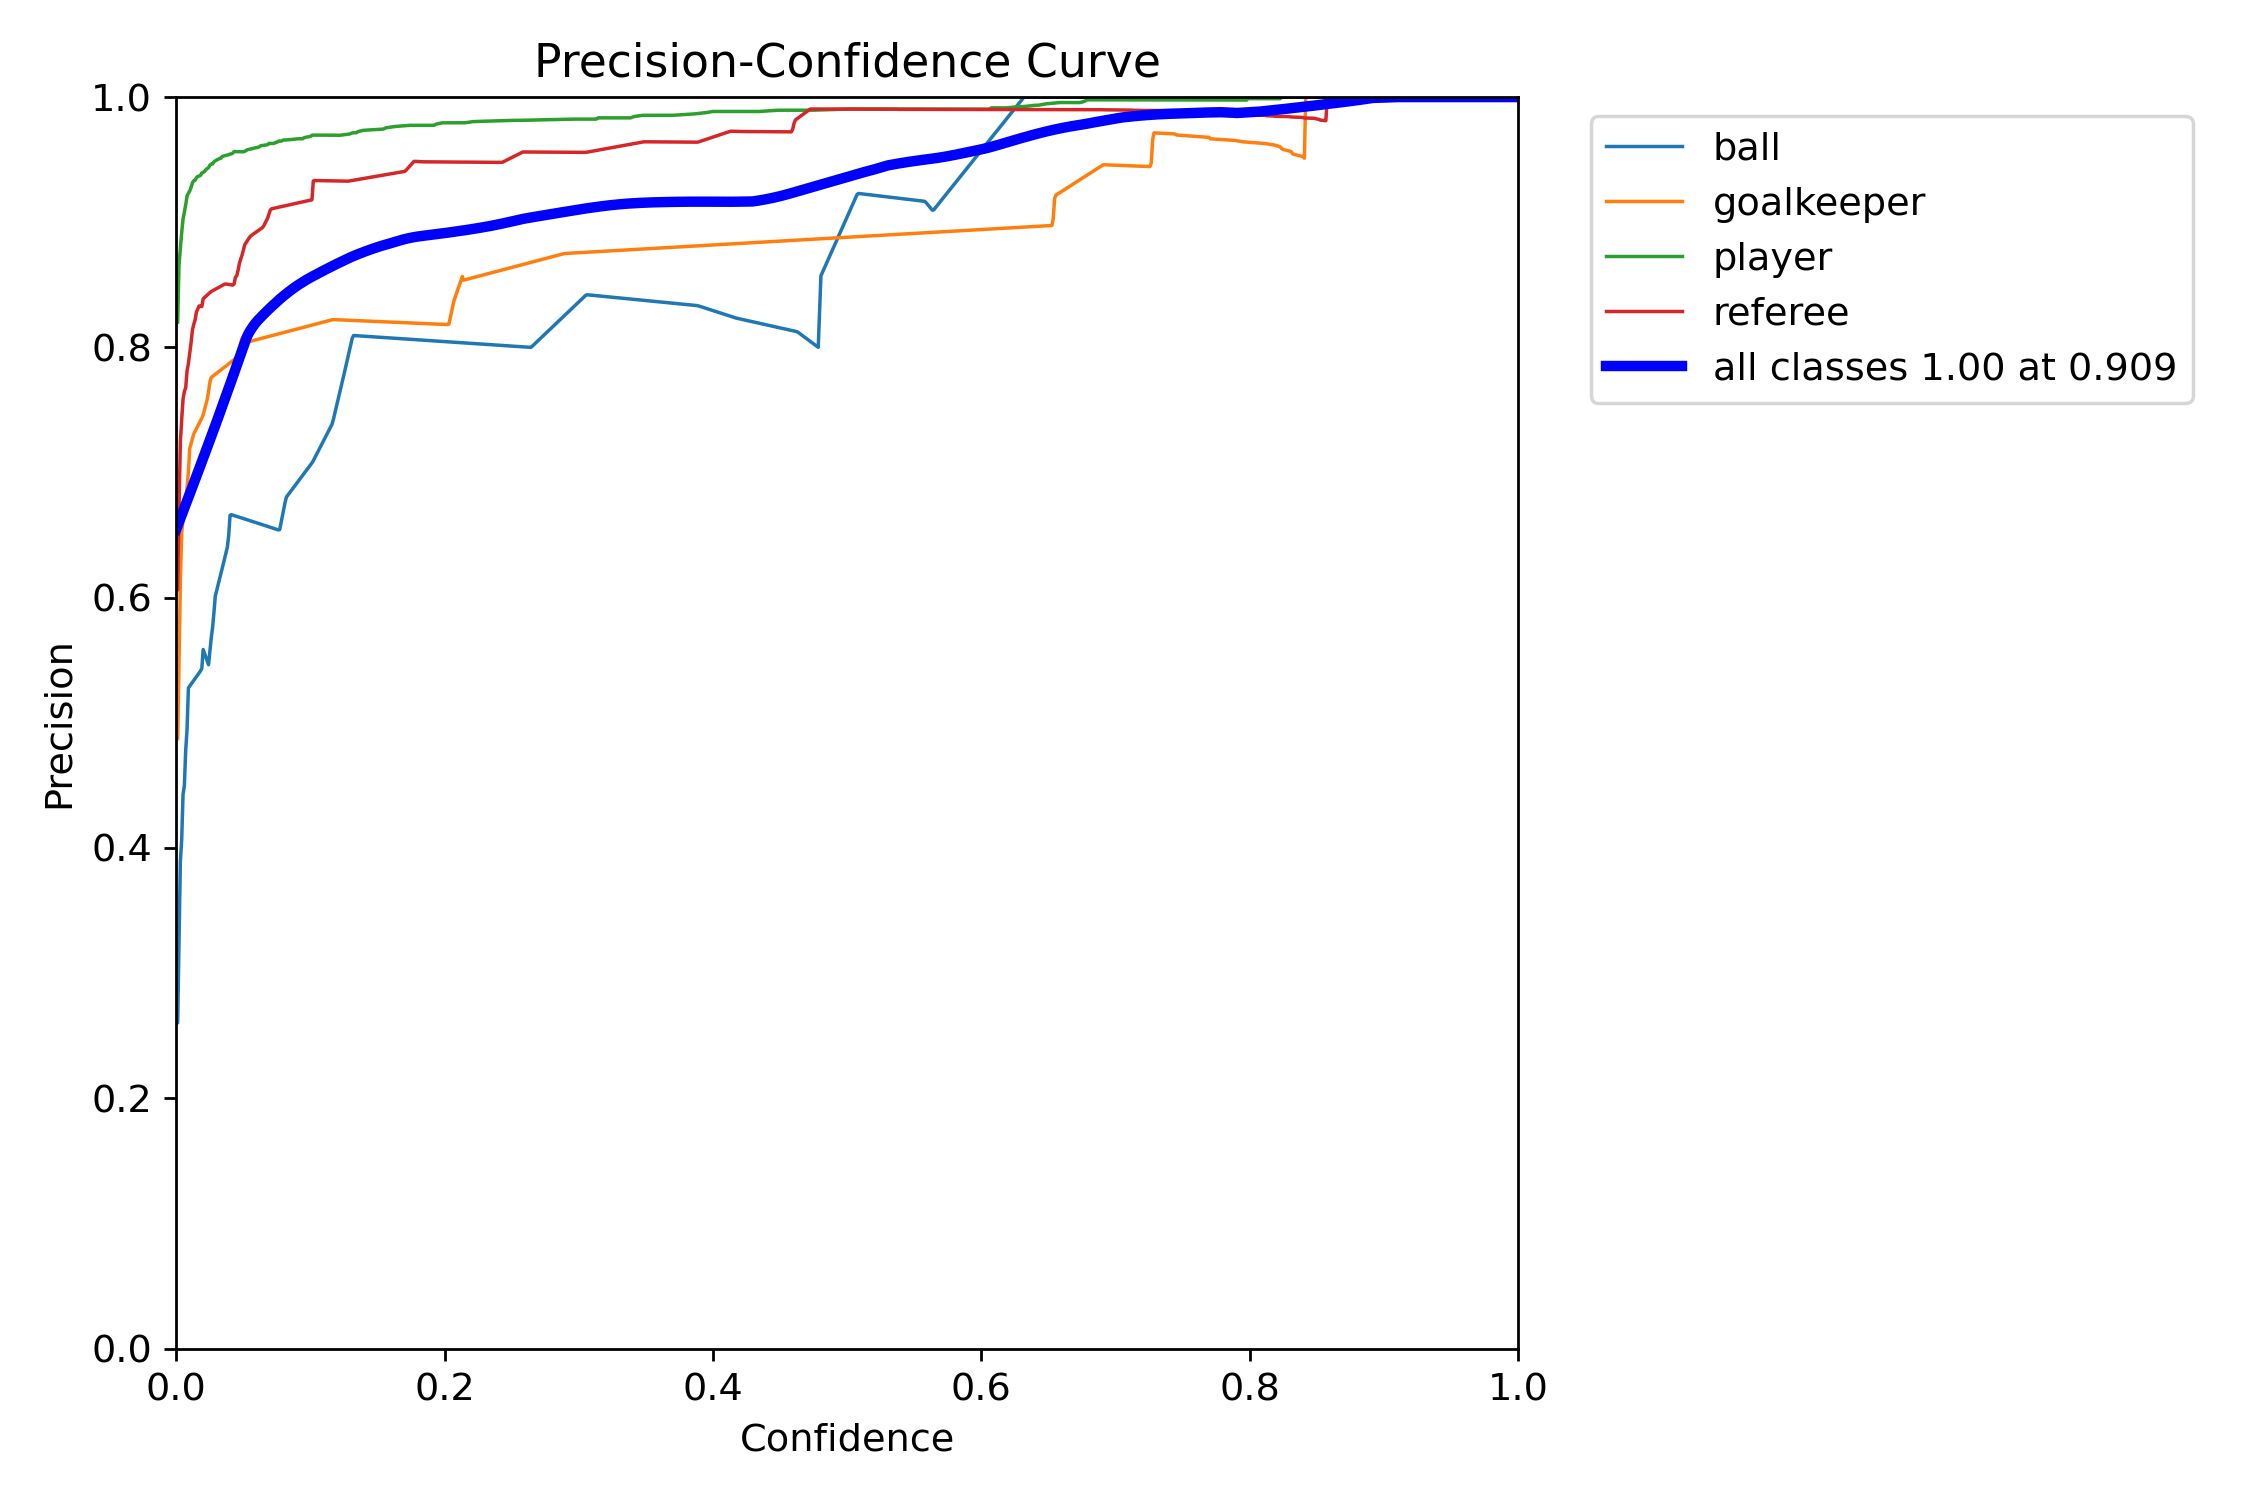 Precision-Confidence Curve
1.0
0.8
0.6
0.4
0.2
0.0
Precision
0.0 0.2 0.4 0.6 0.8 1.0
Confidence
ball
goalkeeper
player
referee
all classes 1.00 at 0.909